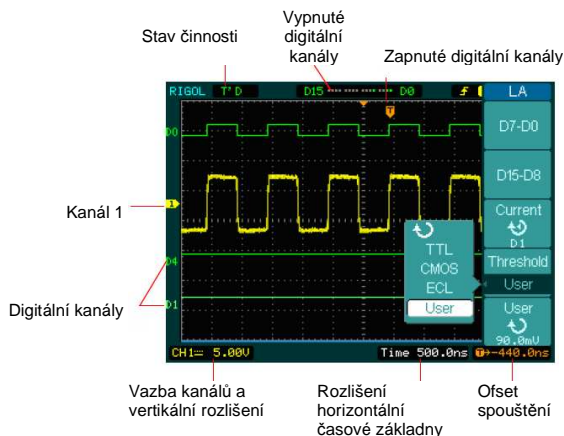 Vypnuté
digitální
kanály
Stav činnosti
Zapnuté digitální kanály
RIGOL T'D D15 D0 LA
D7-D0
D0
D15-D8
Kanál 1
1
Current
D1
TTL
CMOS
ECL
User
Threshold
User
D4
Digitální kanály
D1
User
90.0mV
CH1 5.00V Time 500.0ns T→-440.0ns
Vazba kanálů a
vertikální rozlišení
Rozlišení
horizontální
časové základny
Ofset
spouštění